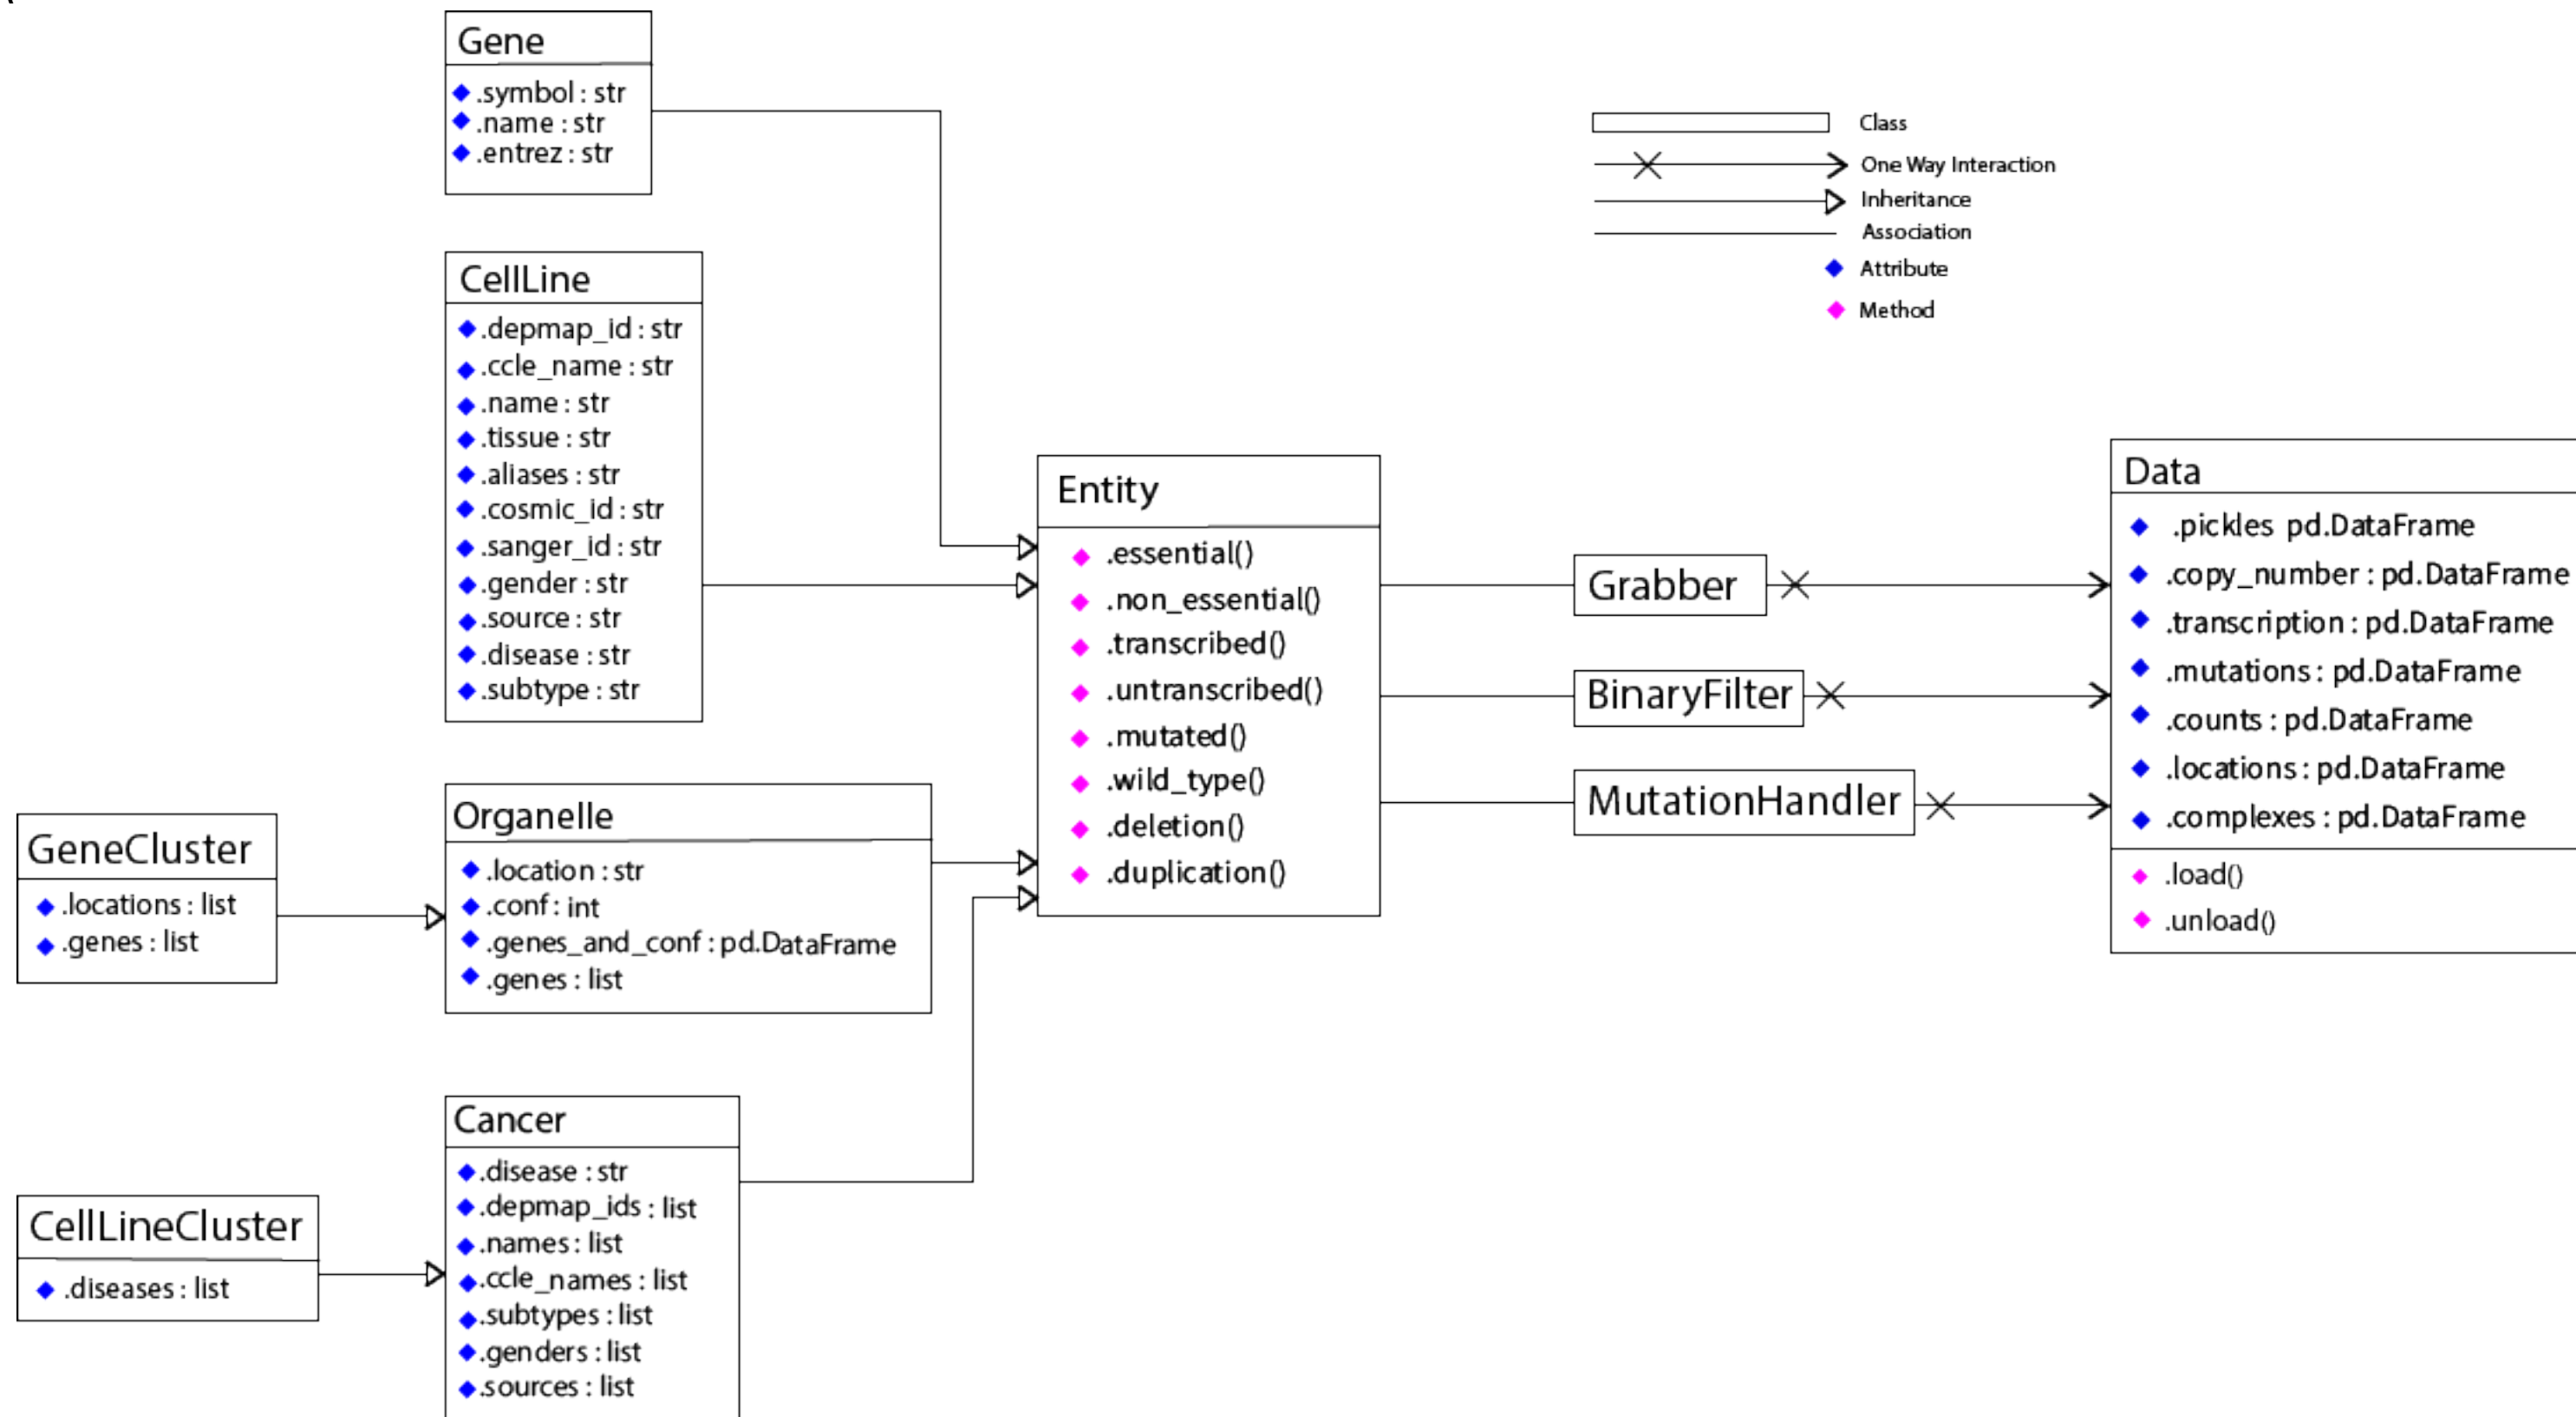 Gene
.symbol : str
.name : str
.entrez : str
CellLine
.depmap_id : str
.ccle_name : str
.name : str
.tissue : str
.aliases : str
.cosmic_id : str
.sanger_id : str
.gender : str
.source : str
.disease : str
.subtype : str
GeneCluster
.locations : list
.genes : list
Organelle
.location : str
.conf : int
.genes_and_conf : pd.DataFrame
.genes : list
CellLineCluster
.diseases : list
Cancer
.disease : str
.depmap_ids : list
.names : list
.ccle_names : list
.subtypes : list
.genders : list
.sources : list
Entity
.essential()
.non_essential()
.transcribed()
.untranscribed()
.mutated()
.wild_type()
.deletion()
.duplication()
Class
One Way Interaction
Inheritance
Association
Attribute
Method
Grabber
BinaryFilter
MutationHandler
Data
.pickles pd.DataFrame
.copy_number : pd.DataFrame
.transcription : pd.DataFrame
.mutations : pd.DataFrame
.counts : pd.DataFrame
.locations : pd.DataFrame
.complexes : pd.DataFrame
.load()
.unload()